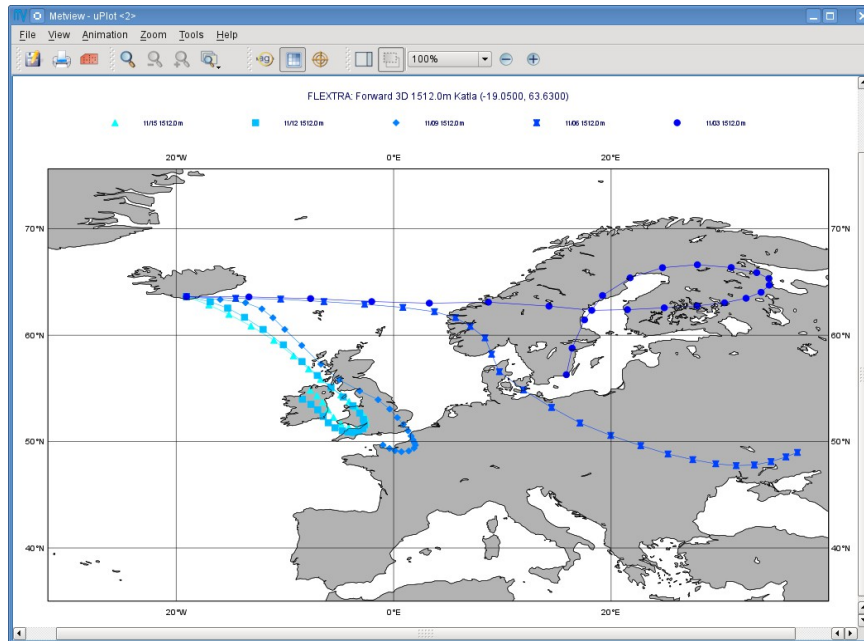 Metview - uPlot <2>
File View Animation Zoom Tools Help
100%
FLEXTRA: Forward 3D 1512.0m Katla (-19.0500, 63.6300)
11/15 1512.0m 11/12 1512.0m 11/09 1512.0m 11/06 1512.0m 11/03 1512.0m
20°W 0°E 20°E
70°N 70°N
60°N 60°N
50°N 50°N
40°N 40°N
20°W 0°E 20°E